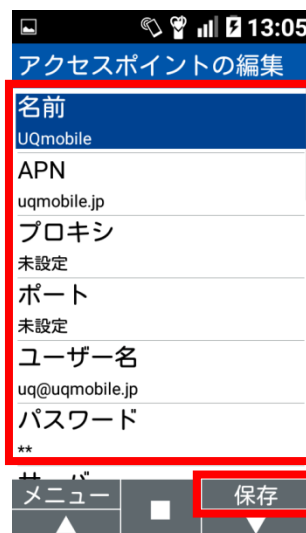 13:05
アクセスポイントの編集
名前
UQmobile
APN
uqmobile.jp
プロキシ
未設定
ポート
未設定
ユーザー名
uq@uqmobile.jp
パスワード
**
メニュー
保存